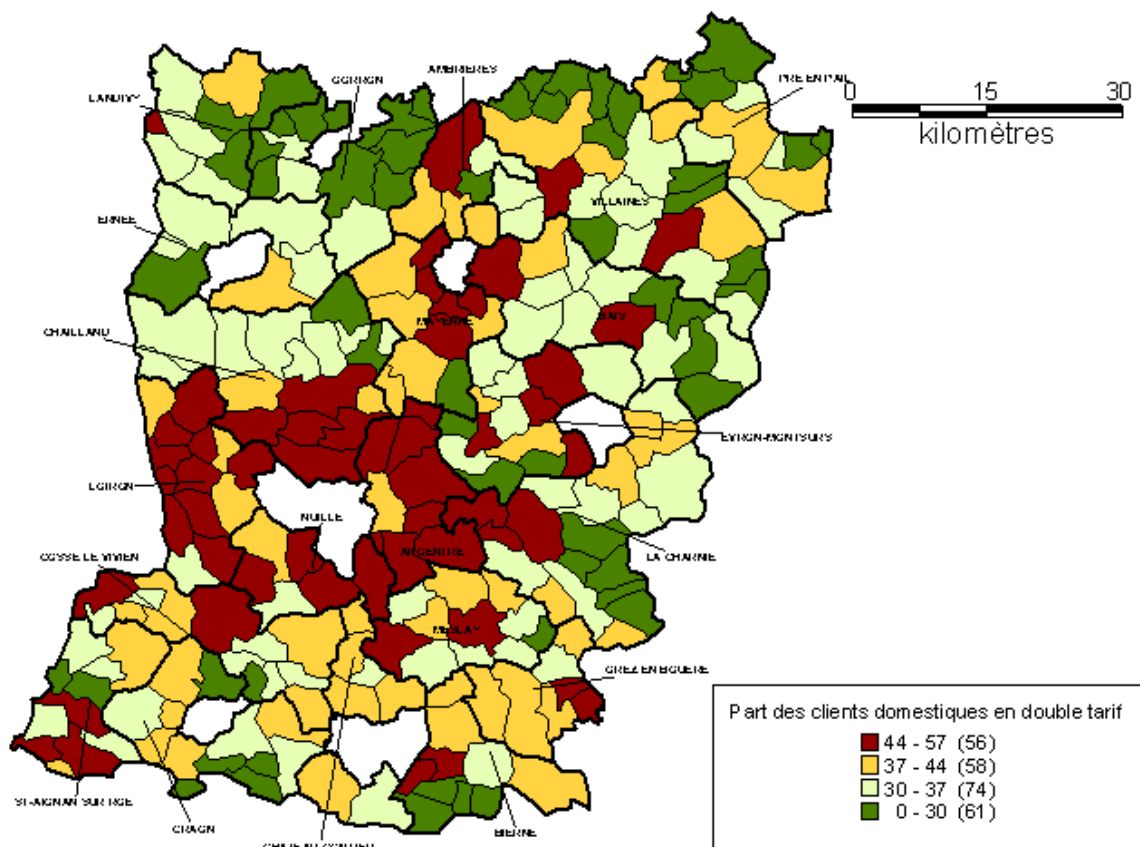 GORRON
AMBRIERES
PRE EN PAIL
LANDIVY
0 15 30
kilomètres
VILLAINES
ERNEE
MAYENNE
BAIS
CHAILLAND
EVRON-MONTSURS
LOIRON
NUILLE
ARGENTRE
COSSE LE VIVIEN
LA CHARNIE
MESLAY
GREZ EN BOUERE
Part des clients domestiques en double tarif
44 - 57 (56)
37 - 44 (58)
30 - 37 (74)
0 - 30 (61)
ST-AIGNAN SUR ROE
CRAON
BIERNE
CHATEAU GONTIER